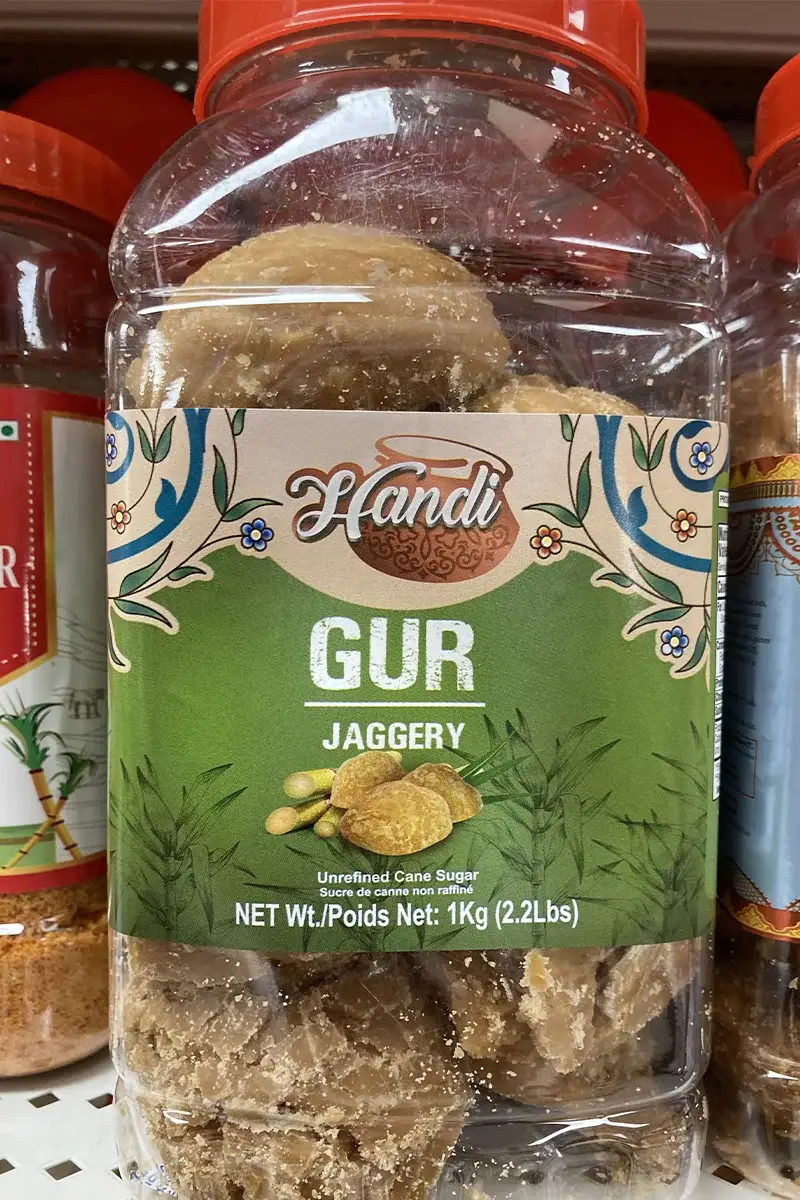 Handi
GUR
JAGGERY
Unrefined Cane Sugar
Sucre de canne non raffiné
NET Wt./Poids Net: 1Kg (2.2Lbs)
R